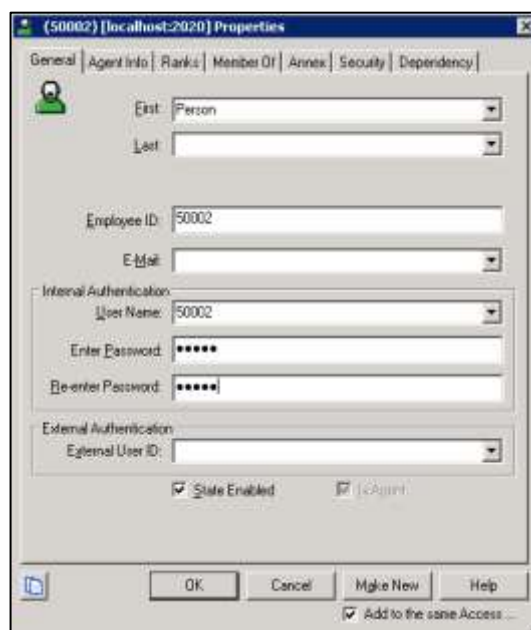 (50002) [localhost:2020] Properties
General Agent Info Ranks Member Of Annex Security Dependency
First: Person
Last:
Employee ID: 50002
E-Mail:
Internal Authentication
User Name: 50002
Enter Password: •••••
Re-enter Password: •••••
External Authentication
External User ID:
State Enabled Is Agent
OK Cancel Make New Help
Add to the same Access ...